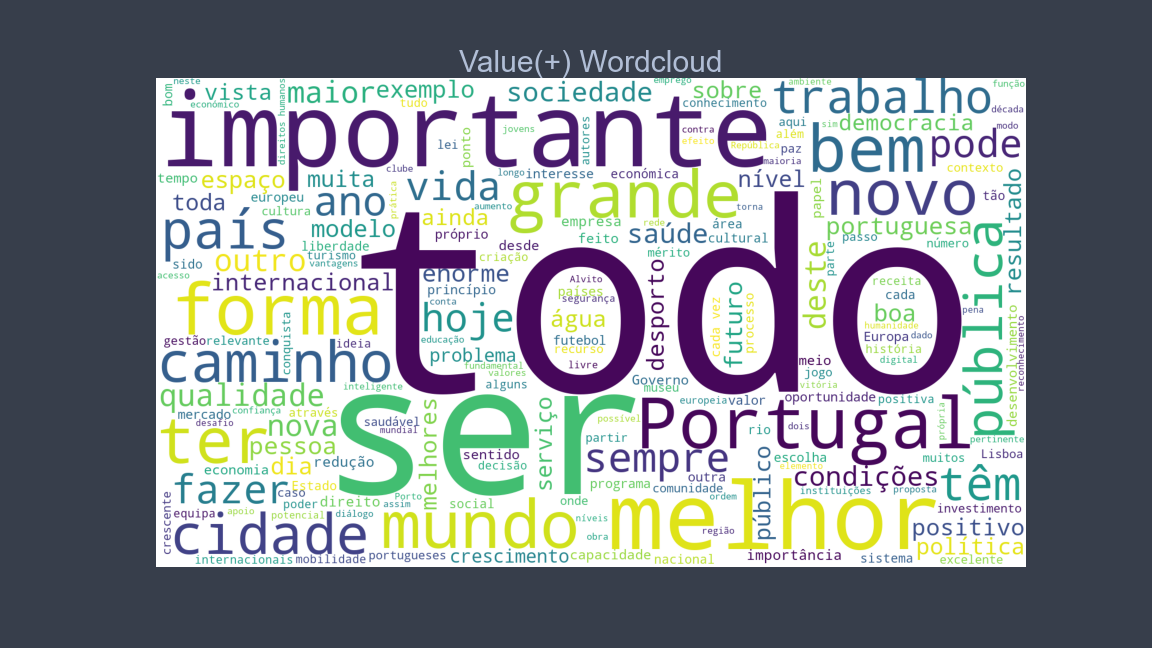 Value(+) Wordcloud
neste
bom
vista
económico
direitos humanos
maior
exemplo
tudo
sociedade
emprego
sobre
conhecimento
trabalho
ambiente
função
década
importante
lei
ponto
jovens
autores
contra
efeito
República
maioria
aqui
além
paz
sim
democracia
modo
bem
pode
contexto
tempo
espaço
muita
clube
vida
longo
interesse
económica
nível
novo
tão
toda
europeu
cultura
ano
prática
aumento
grande
torna
papel
país
modelo
ainda
próprio
empresa
rede
área
feito
saúde
cultural
portuguesa
resultado
liberdade
turismo
vantagens
desde
criação
mérito
passo
número
parte
deste
sido
acesso
outro
internacional
enorme
princípio
conta
todo
Alvito
países
segurança
água
futebol
recurso
livre
desporto
cada vez
futuro
processo
receita
cada
boa
humanidade
Europa
dado
história
digital
pública
pena
forma
hoje
gestão
relevante
conquista
ideia
educação
problema
fundamental
valores
alguns
inteligente
caminho
Governo
museu
meio
jogo
vitória
desenvolvimento
reconhecimento
qualidade
ser
europeia
valor
oportunidade
positiva
própria
mercado
confiança
desafio
através
saudável
mundial
melhores
serviço
possível
partir
Portugal
rio
dois
pertinente
ter
nova
pessoa
sentido
decisão
sempre
escolha
muitos
Lisboa
economia
dia
redução
elemento
condições
têm
fazer
caso
Estado
poder
direito
Porto
assim
social
onde
programa
comunidade
outra
ordem
público
instituições
proposta
investimento
crescente
equipa
apoio
potencial
diálogo
cidade
mundo
níveis
obra
melhor
região
positivo
política
internacionais
mobilidade
portugueses
crescimento
capacidade
nacional
importância
sistema
excelente